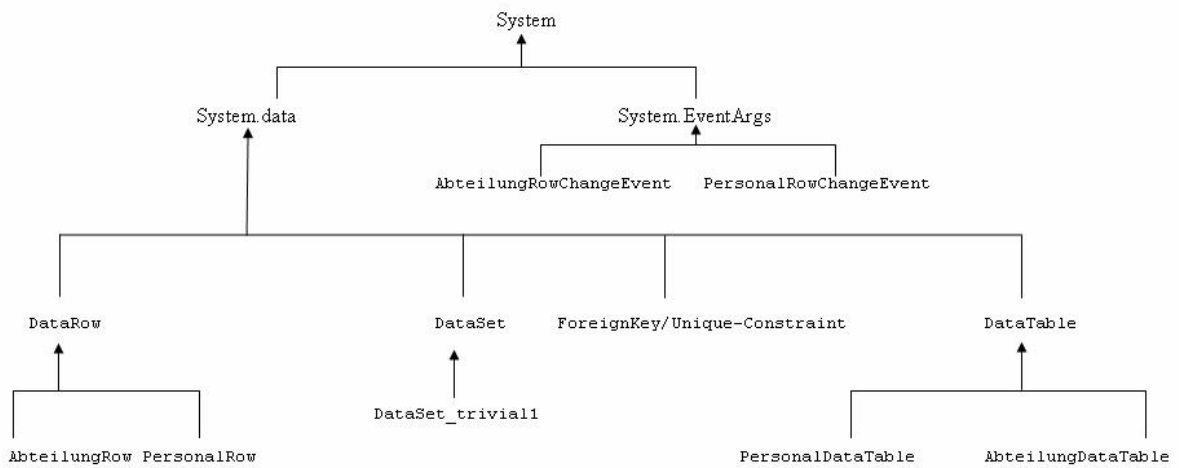 System
System.data
System.EventArgs
AbteilungRowChangeEvent
PersonalRowChangeEvent
DataRow
DataSet
ForeignKey/Unique-Constraint
DataTable
DataSet_trivial1
AbteilungRow
PersonalRow
PersonalDataTable
AbteilungDataTable